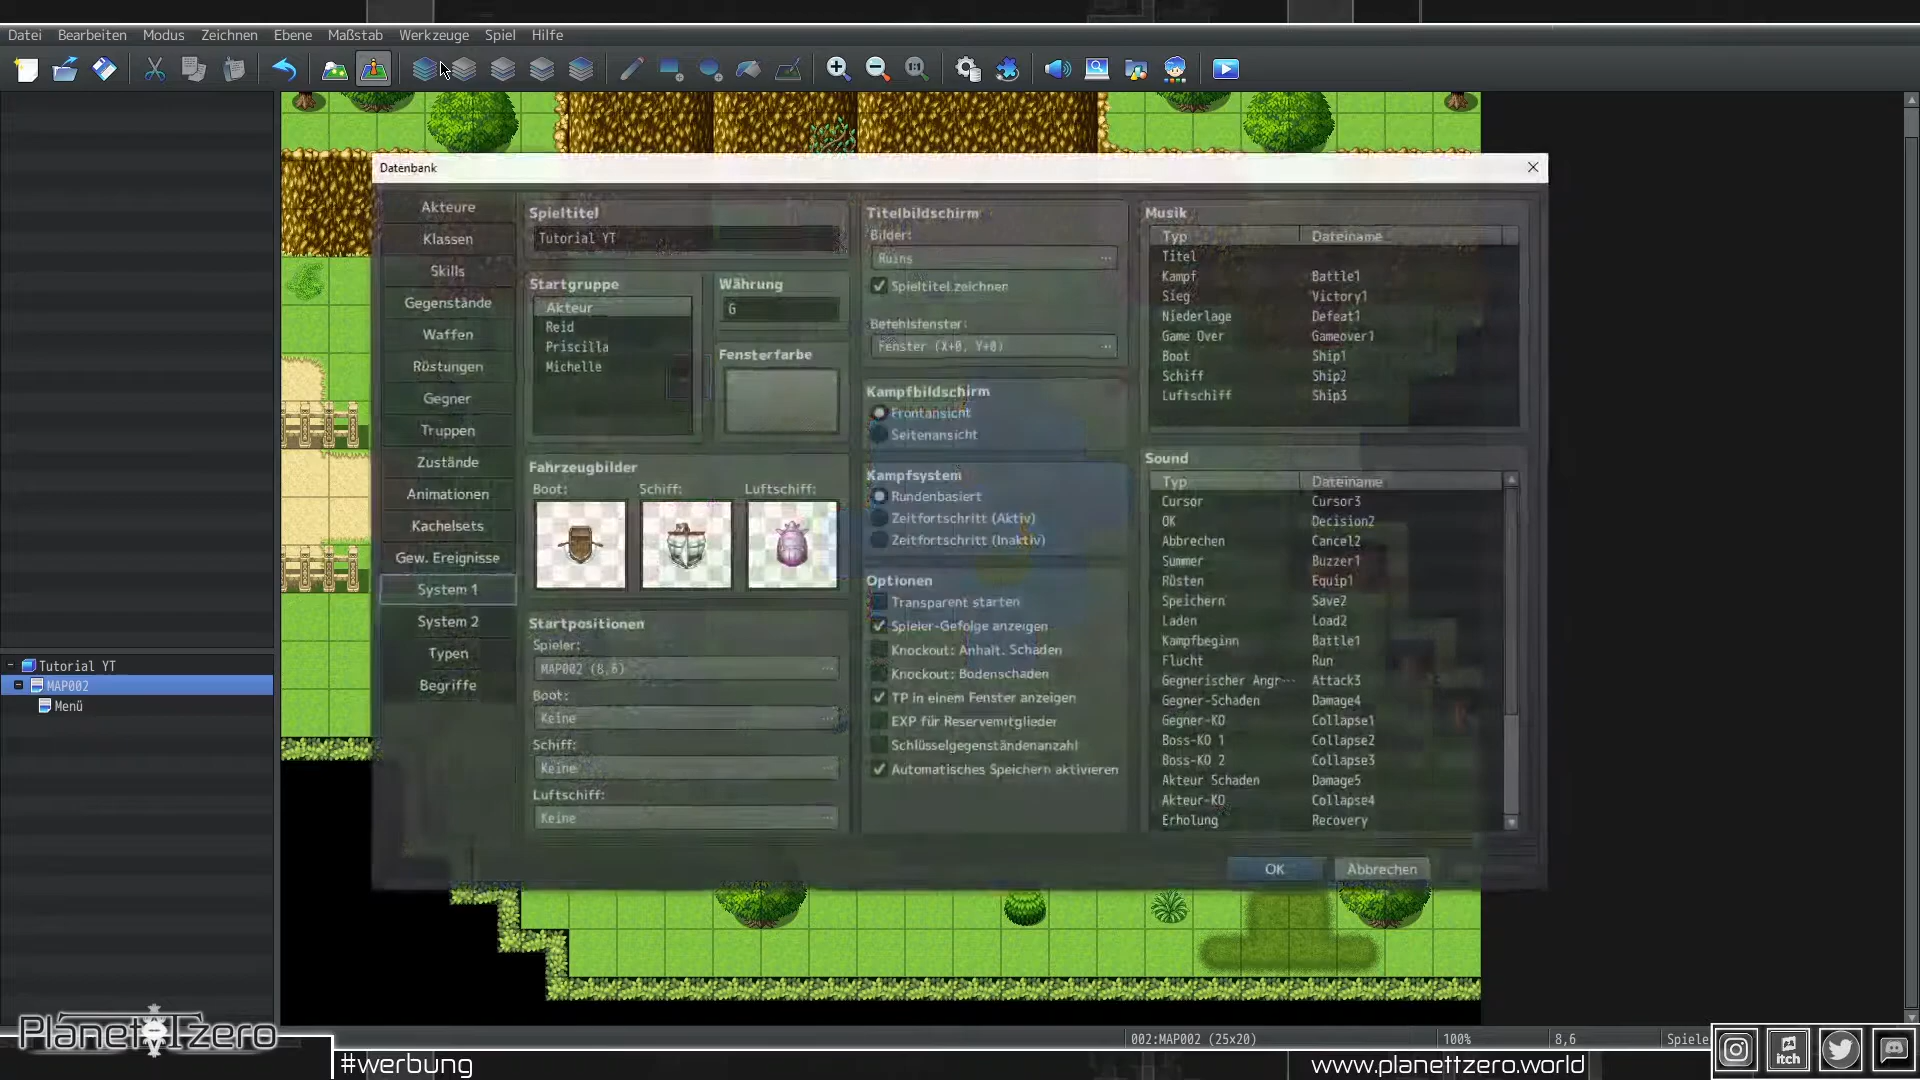 Datei Bearbeiten Modus Zeichnen Ebene Maßstab Werkzeuge Spiel Hilfe
1:1
Datenbank
Akteure
Klassen
Skills
Gegenstände
Waffen
Rüstungen
Gegner
Truppen
Zustände
Animationen
Kachelsets
Gew. Ereignisse
System 1
System 2
Typen
Begriffe
Spieltitel
Tutorial YT
Startgruppe
Akteur
Reid
Priscilla
Michelle
Währung
G
Fensterfarbe
Fahrzeugbilder
Boot: Schiff: Luftschiff:
Startpositionen
Spieler:
MAP002 (8,6) ...
Boot:
Keine ...
Schiff:
Keine ...
Luftschiff:
Keine ...
Titelbildschirm
Bilder:
Ruins ...
Spieltitel zeichnen
Befehlsfenster:
Fenster (X+0, Y+0) ...
Kampfbildschirm
Frontansicht
Seitenansicht
Kampfsystem
Rundenbasiert
Zeitfortschritt (Aktiv)
Zeitfortschritt (Inaktiv)
Optionen
Transparent starten
Spieler-Gefolge anzeigen
Knockout: Anhalt. Schaden
Knockout: Bodenschaden
TP in einem Fenster anzeigen
EXP für Reservemitglieder
Schlüsselgegenständenanzahl
Automatisches Speichern aktivieren
Musik
Typ Dateiname
Titel
Kampf Battle1
Sieg Victory1
Niederlage Defeat1
Game Over Gameover1
Boot Ship1
Schiff Ship2
Luftschiff Ship3
Sound
Typ Dateiname
Cursor Cursor3
OK Decision2
Abbrechen Cancel2
Summer Buzzer1
Rüsten Equip1
Speichern Save2
Laden Load2
Kampfbeginn Battle1
Flucht Run
Gegnerischer Angr... Attack3
Gegner-Schaden Damage4
Gegner-KO Collapse1
Boss-KO 1 Collapse2
Boss-KO 2 Collapse3
Akteur Schaden Damage5
Akteur-KO Collapse4
Erholung Recovery
OK Abbrechen
Tutorial YT
MAP002
Menü
002:MAP002 (25x20) 100% 8,6 Spiele
PlanetTzero
#werbung
www.planettzero.world
itch